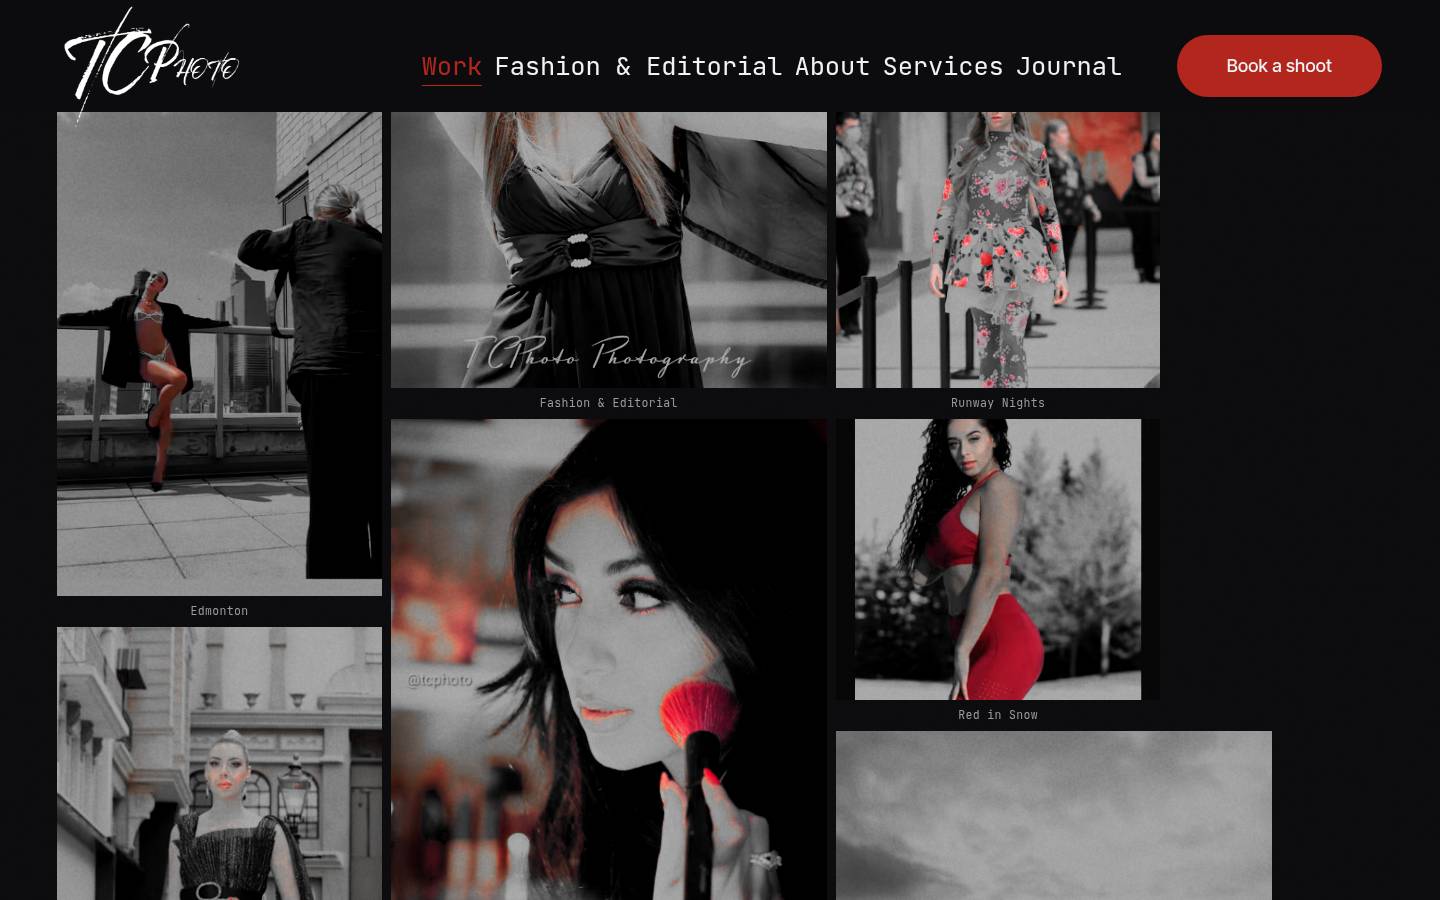 TCPhoto
Work Fashion & Editorial About Services Journal
Book a shoot
TCPhoto Photography
Fashion & Editorial
Runway Nights
Edmonton
@tcphoto
Red in Snow